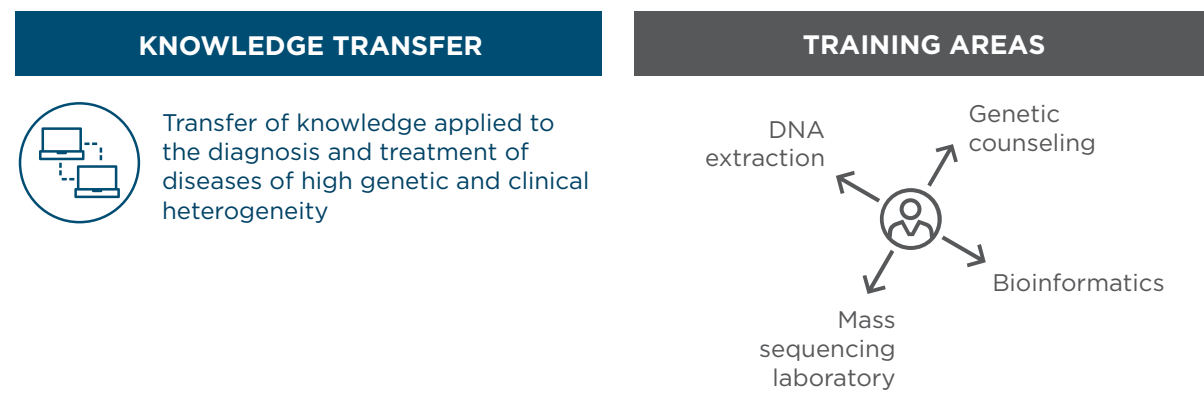 KNOWLEDGE TRANSFER
Transfer of knowledge applied to
the diagnosis and treatment of
diseases of high genetic and clinical
heterogeneity
TRAINING AREAS
DNA
extraction
Genetic
counseling
Bioinformatics
Mass
sequencing
laboratory